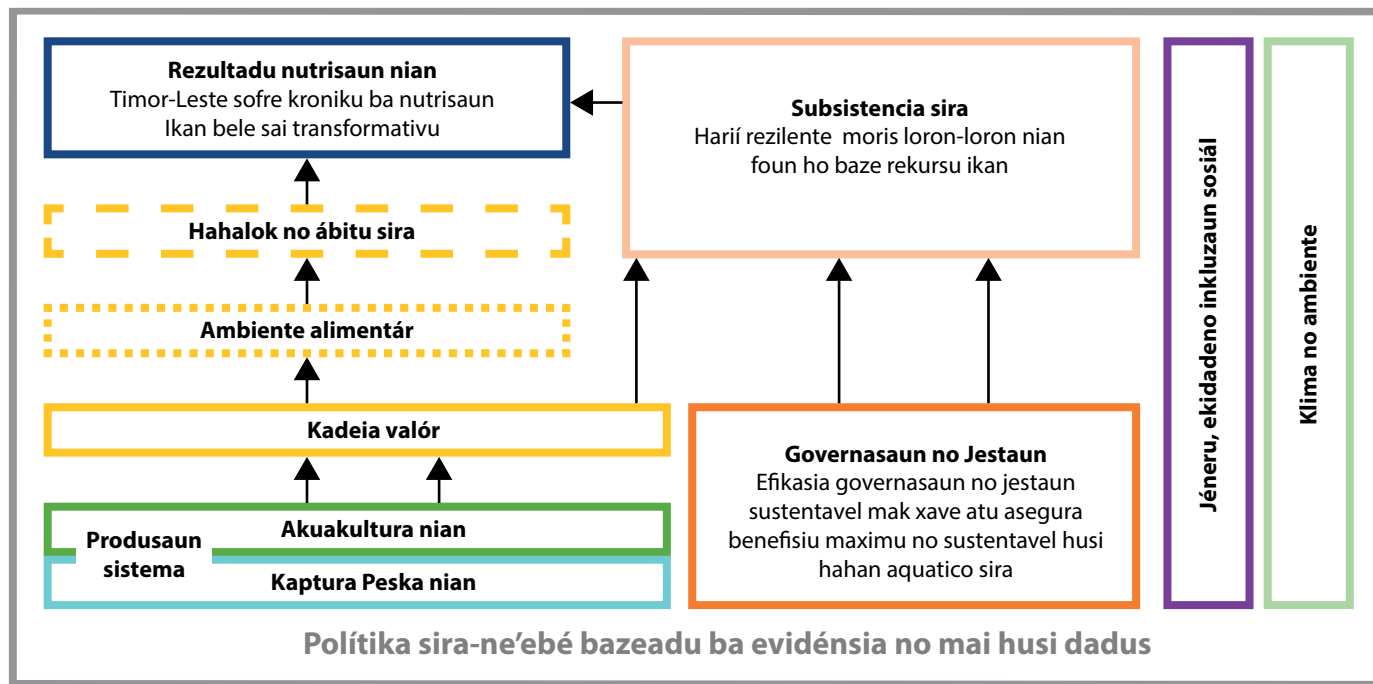 Rezultadu nutrisaun nian
Timor-Leste sofre kroniku ba nutrisaun
Ikan bele sai transformativu
Hahalok no ábitu sira
Ambiente alimentár
Kadeia valór
Produsaun
sistema
Akuakultura nian
Kaptura Peska nian
Subsistencia sira
Harií rezilente moris loron-loron nian
foun ho baze rekursu ikan
Governasaun no Jestaun
Efikasia governasaun no jestaun
sustentavel mak xave atu asegura
benefisiu maximu no sustentavel husi
hahan aquatico sira
Jéneru, ekidadeno inkluzaun sosiál
Klima no ambiente
Polítika sira-ne’ebé bazeadu ba evidénsia no mai husi dadus